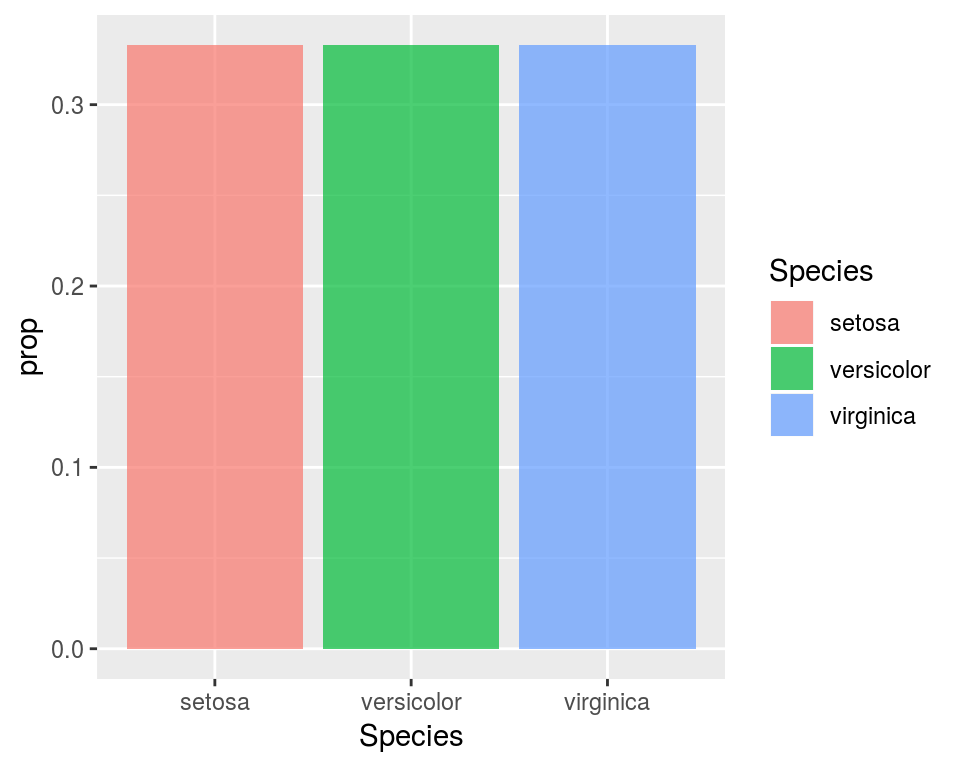 0.3
0.2
0.1
0.0
prop
setosa versicolor virginica
Species
Species
setosa
versicolor
virginica